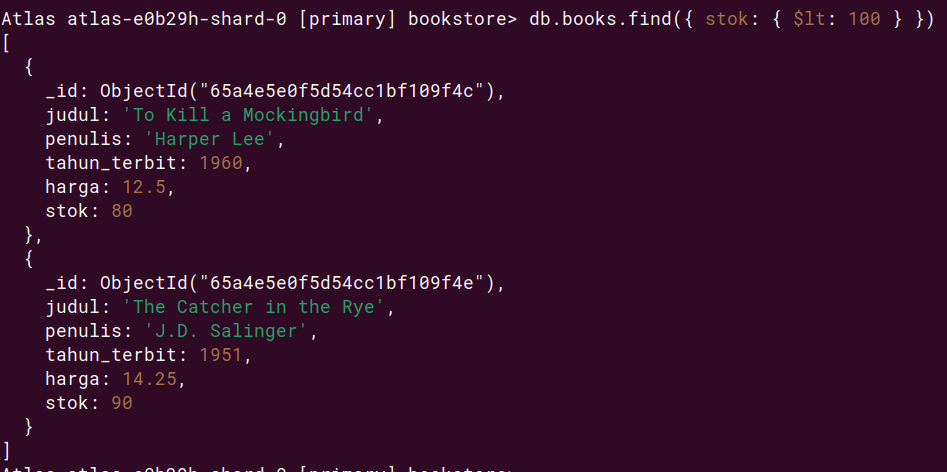 Atlas atlas-e0b29h-shard-0 [primary] bookstore> db.books.find({ stok: { $lt: 100 } })
[
  {
    _id: ObjectId("65a4e5e0f5d54cc1bf109f4c"),
    judul: 'To Kill a Mockingbird',
    penulis: 'Harper Lee',
    tahun_terbit: 1960,
    harga: 12.5,
    stok: 80
  },
  {
    _id: ObjectId("65a4e5e0f5d54cc1bf109f4e"),
    judul: 'The Catcher in the Rye',
    penulis: 'J.D. Salinger',
    tahun_terbit: 1951,
    harga: 14.25,
    stok: 90
  }
]
Atlas atlas-e0b29h-shard-0 [primary] bookstore>